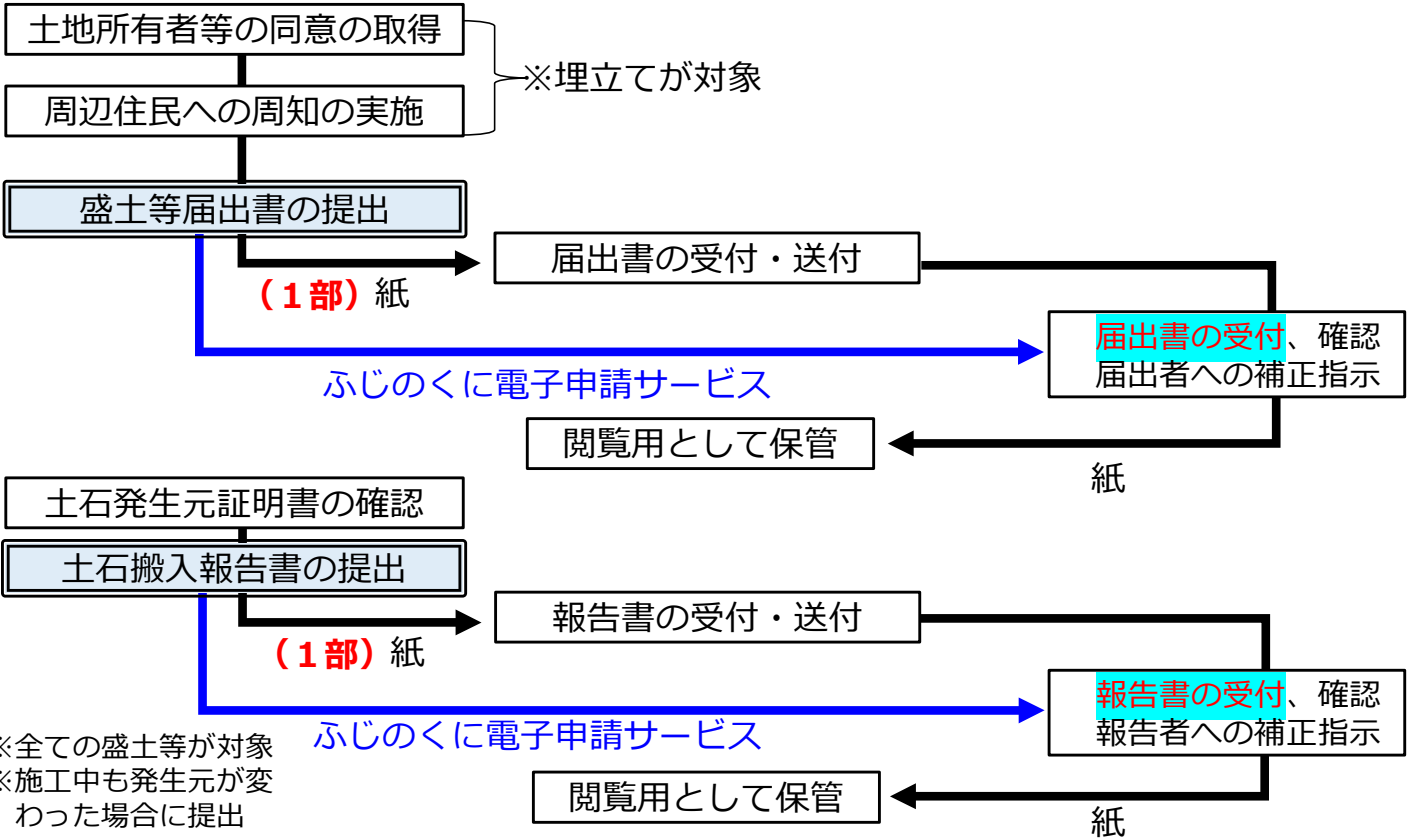 土地所有者等の同意の取得
※埋立てが対象
周辺住民への周知の実施
盛土等届出書の提出
届出書の受付・送付
（１部）紙
届出書の受付、確認
届出者への補正指示
ふじのくに電子申請サービス
閲覧用として保管
紙
土石発生元証明書の確認
土石搬入報告書の提出
報告書の受付・送付
（１部）紙
報告書の受付、確認
報告者への補正指示
ふじのくに電子申請サービス
※全ての盛土等が対象
※施工中も発生元が変
わった場合に提出
閲覧用として保管
紙